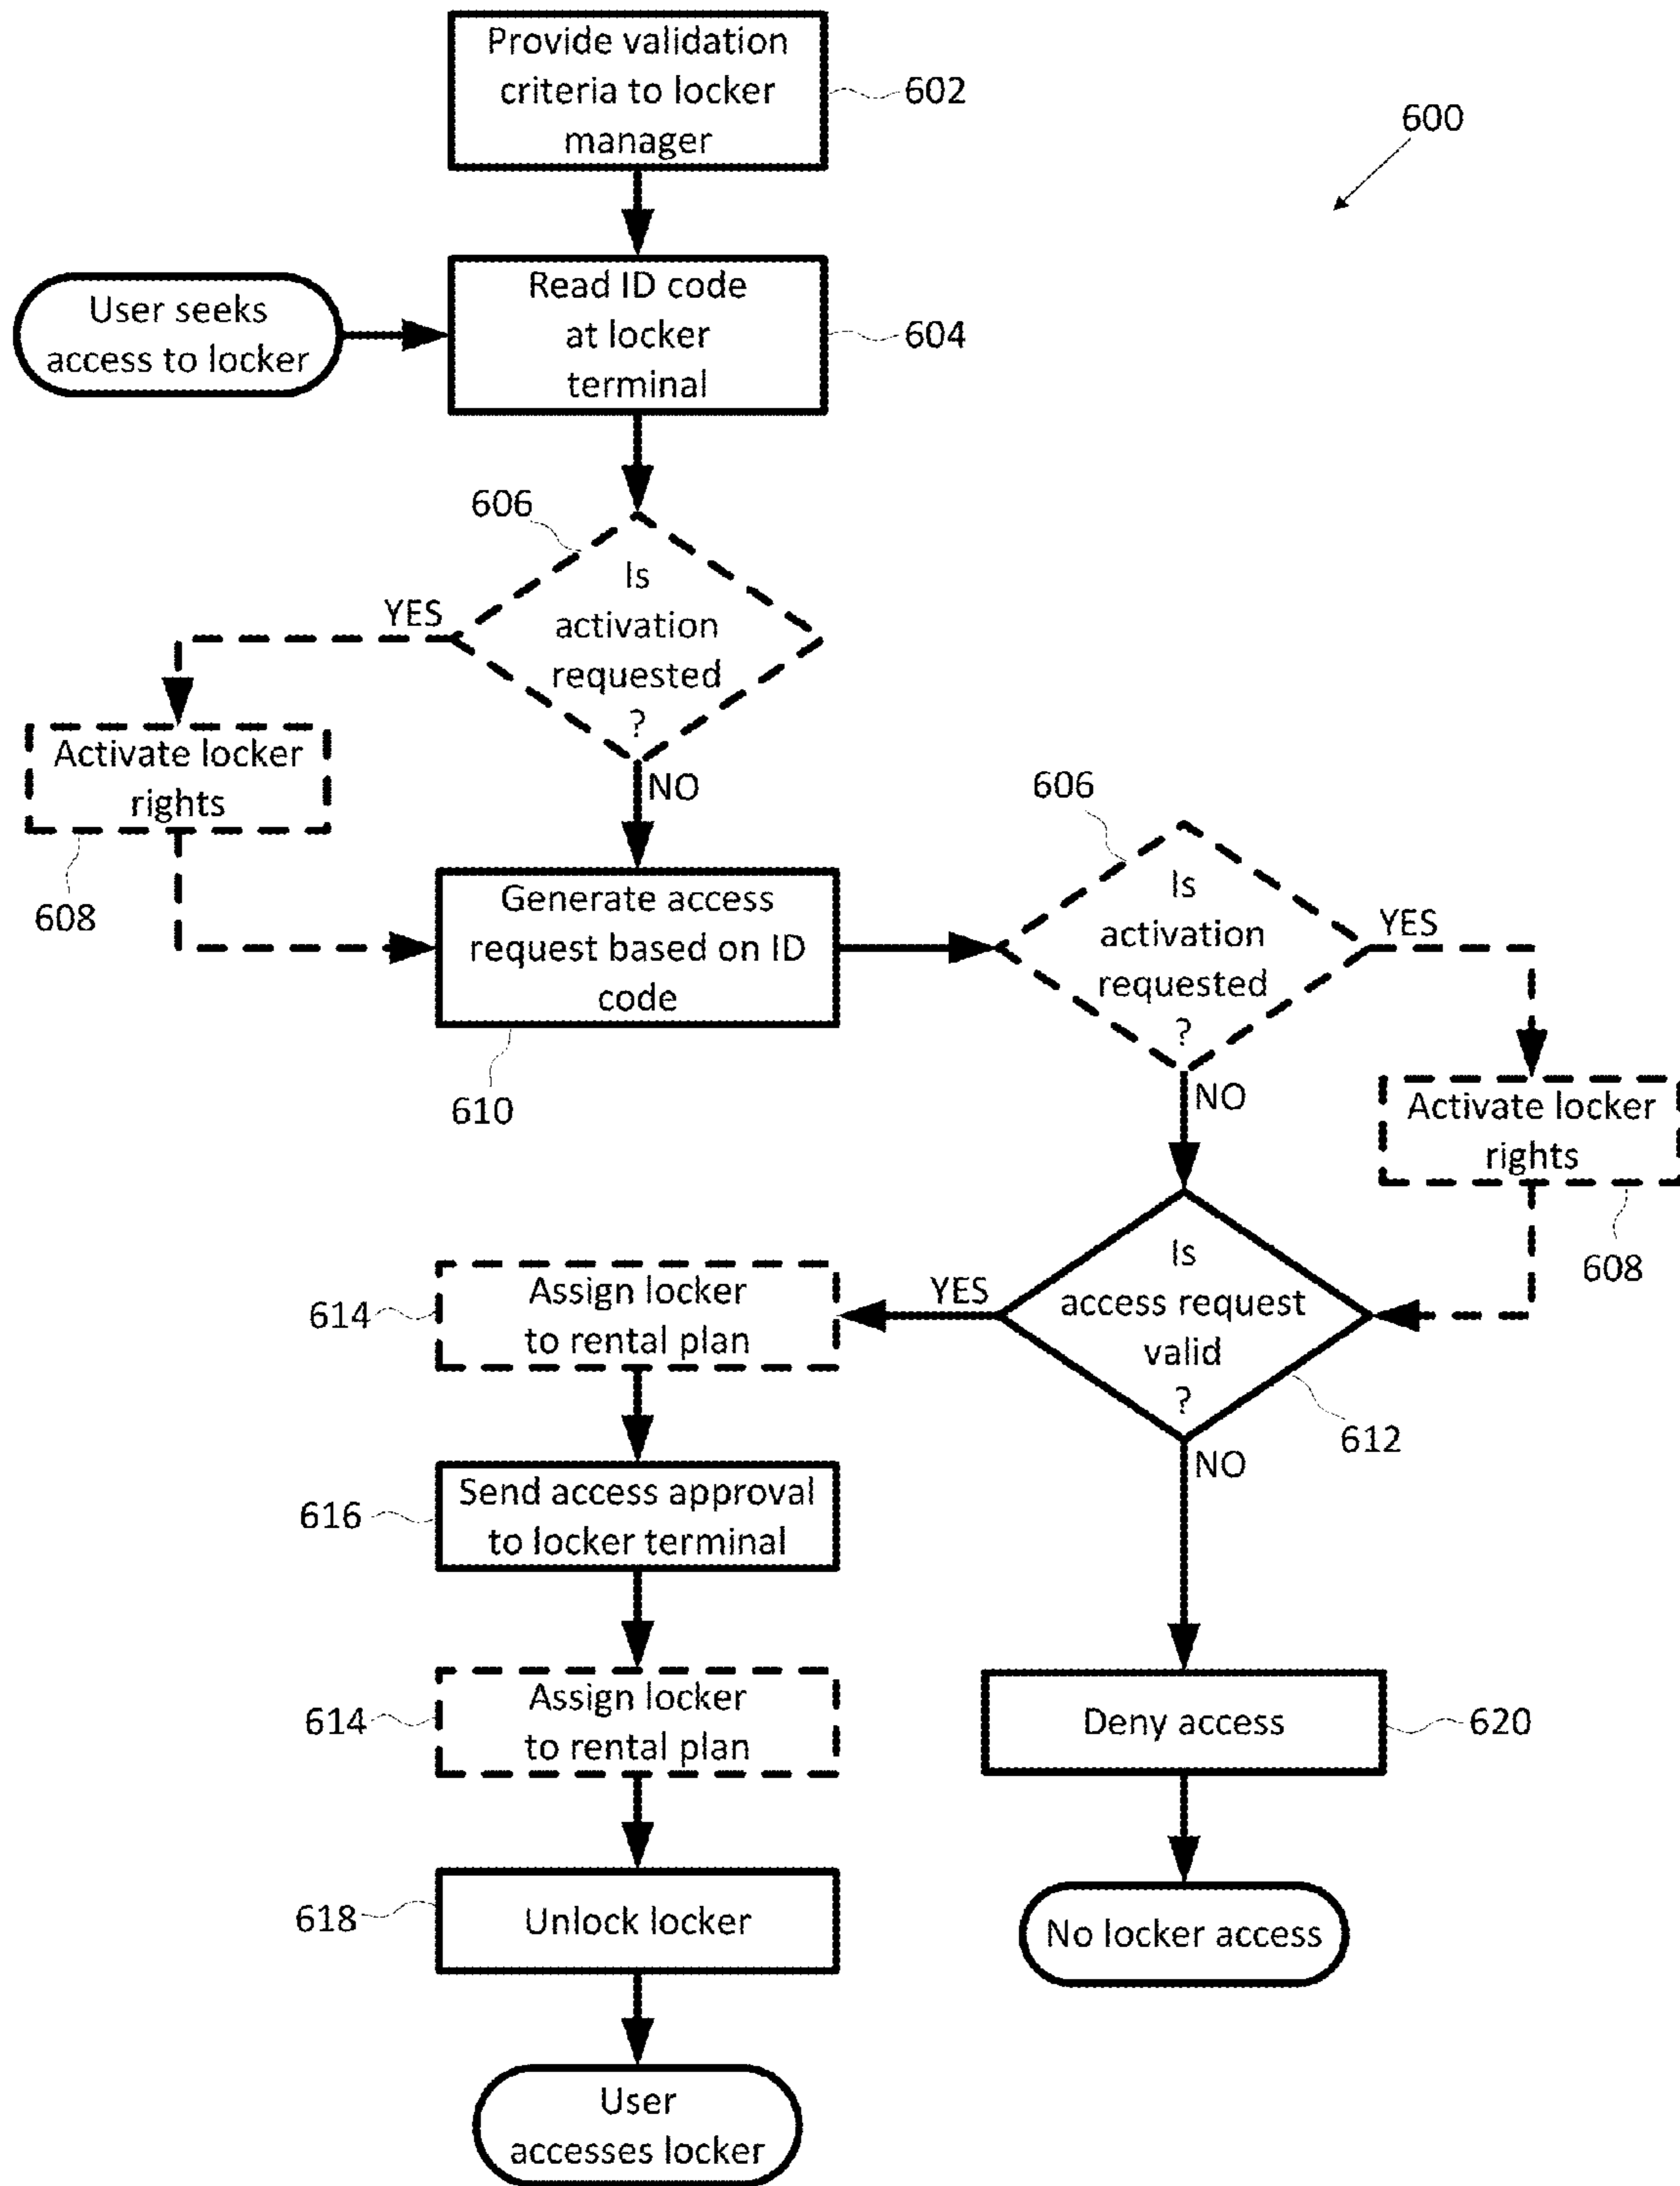 Provide validation
criteria to locker
manager
602
600
User seeks
access to locker
Read ID code
at locker
terminal
604
606
Is
activation
requested
?
YES
NO
Activate locker
rights
608
Generate access
request based on ID
code
610
606
Is
activation
requested
?
YES
NO
Activate locker
rights
608
Is
access request
valid
?
612
YES
NO
614
Assign locker
to rental plan
616
Send access approval
to locker terminal
614
Assign locker
to rental plan
Deny access
620
618
Unlock locker
No locker access
User
accesses locker